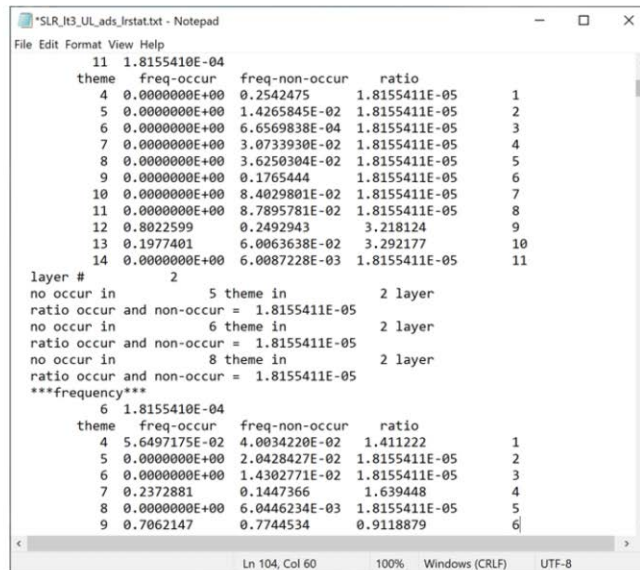 *SLR_lt3_UL_ads_lrstat.txt - Notepad
File Edit Format View Help
11 1.8155410E-04
theme freq-occur freq-non-occur ratio
4 0.0000000E+00 0.2542475 1.8155411E-05 1
5 0.0000000E+00 1.4265845E-02 1.8155411E-05 2
6 0.0000000E+00 6.6569838E-04 1.8155411E-05 3
7 0.0000000E+00 3.0733930E-02 1.8155411E-05 4
8 0.0000000E+00 3.6250304E-02 1.8155411E-05 5
9 0.0000000E+00 0.1765444 1.8155411E-05 6
10 0.0000000E+00 8.4029801E-02 1.8155411E-05 7
11 0.0000000E+00 8.7895781E-02 1.8155411E-05 8
12 0.8022599 0.2492943 3.218124 9
13 0.1977401 6.0063638E-02 3.292177 10
14 0.0000000E+00 6.0087228E-03 1.8155411E-05 11
layer # 2
no occur in 5 theme in 2 layer
ratio occur and non-occur = 1.8155411E-05
no occur in 6 theme in 2 layer
ratio occur and non-occur = 1.8155411E-05
no occur in 8 theme in 2 layer
ratio occur and non-occur = 1.8155411E-05
***frequency***
6 1.8155410E-04
theme freq-occur freq-non-occur ratio
4 5.6497175E-02 4.0034220E-02 1.411222 1
5 0.0000000E+00 2.0428427E-02 1.8155411E-05 2
6 0.0000000E+00 1.4302771E-02 1.8155411E-05 3
7 0.2372881 0.1447366 1.639448 4
8 0.0000000E+00 6.0446234E-03 1.8155411E-05 5
9 0.7062147 0.7744534 0.9118879 6
Ln 104, Col 60 100% Windows (CRLF) UTF-8